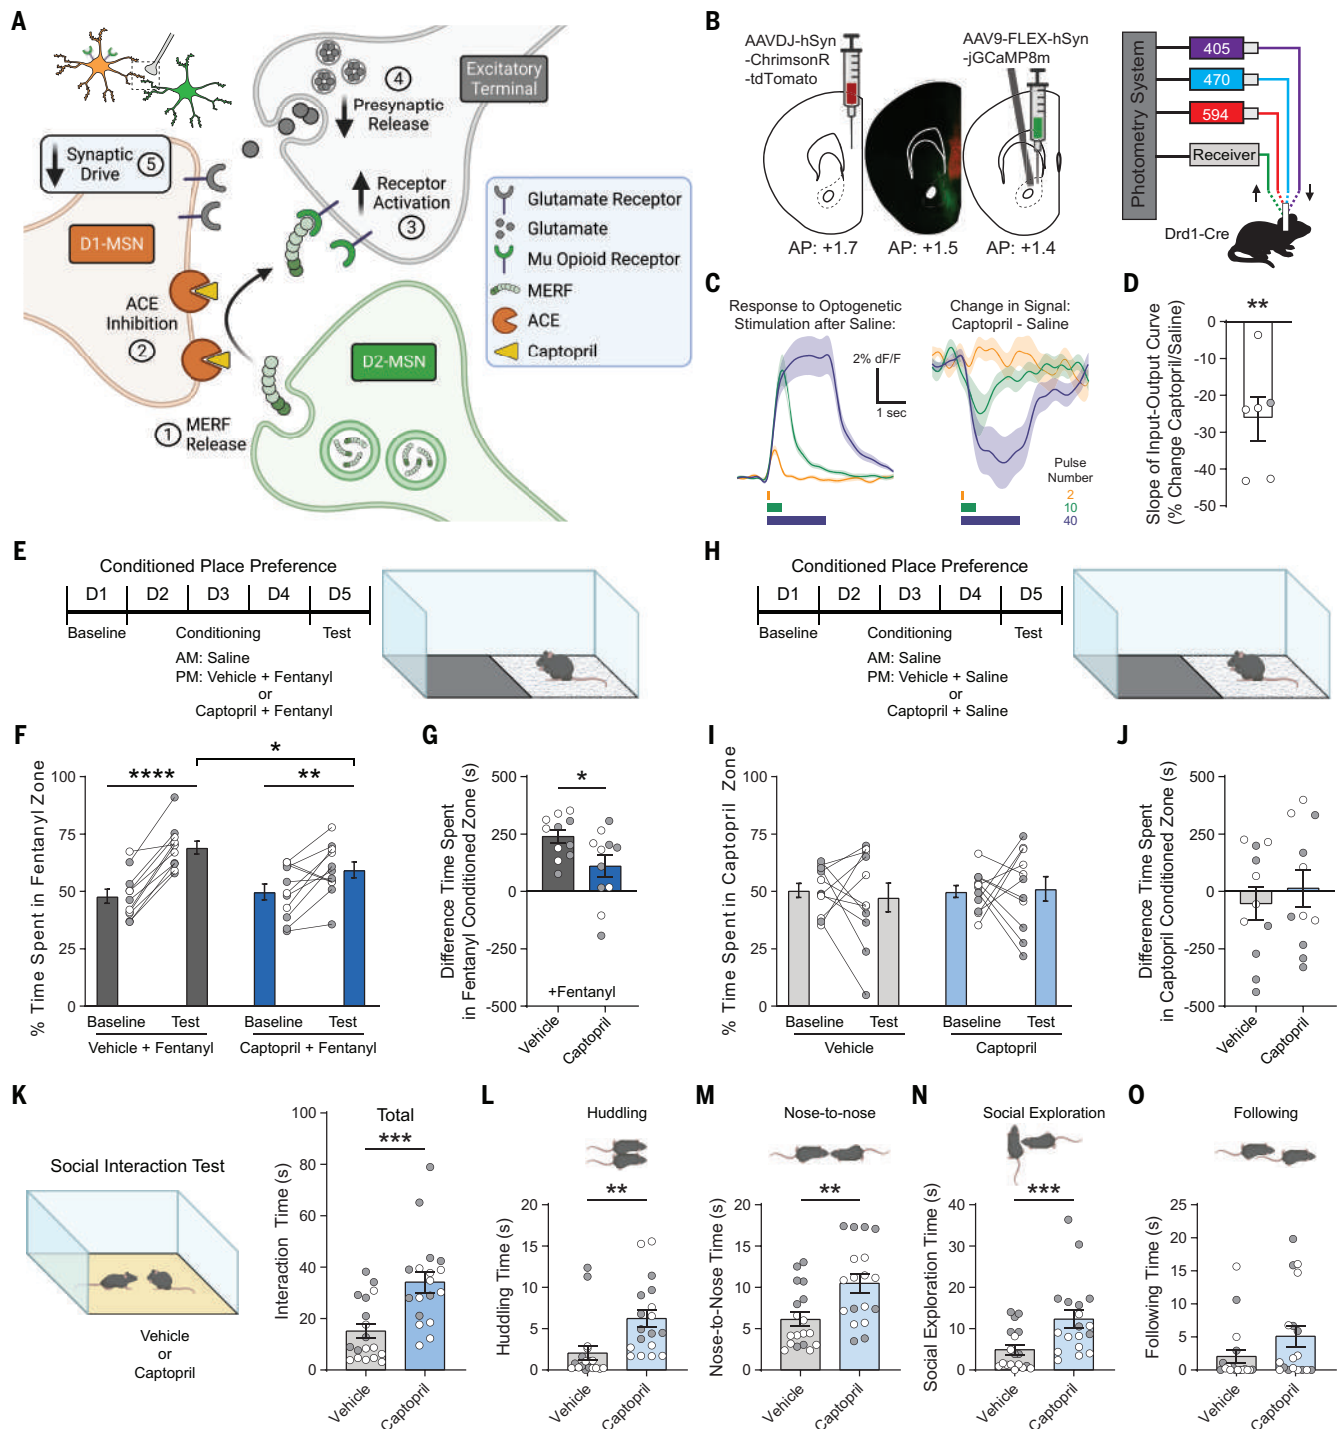 A
4
Presynaptic
Release
Excitatory
Terminal
Synaptic
Drive
5
Receptor
Activation
3
D1-MSN
ACE
Inhibition
2
D2-MSN
1
MERF
Release
Glutamate Receptor
Glutamate
Mu Opioid Receptor
MERF
ACE
Captopril
B
AAVDJ-hSyn
-ChrimsonR
-tdTomato
AAV9-FLEX-hSyn
-jGCaMP8m
AP: +1.7
AP: +1.5
AP: +1.4
Photometry System
405
470
594
Receiver
Drd1-Cre
C
Response to Optogenetic
Stimulation after Saline:
Change in Signal:
Captopril - Saline
2% dF/F
1 sec
Pulse
Number
2
10
40
D
**
Slope of Input-Output Curve
(% Change Captopril/Saline)
0
-10
-20
-30
-40
-50
E
Conditioned Place Preference
D1 D2 D3 D4 D5
Baseline Conditioning Test
AM: Saline
PM: Vehicle + Fentanyl
or
Captopril + Fentanyl
H
Conditioned Place Preference
D1 D2 D3 D4 D5
Baseline Conditioning Test
AM: Saline
PM: Vehicle + Saline
or
Captopril + Saline
F
% Time Spent in Fentanyl Zone
100
75
50
25
0
****
*
**
Baseline Test Baseline Test
Vehicle + Fentanyl Captopril + Fentanyl
G
Difference Time Spent
in Fentanyl Conditioned Zone (s)
500
250
0
-250
-500
*
+Fentanyl
Vehicle
Captopril
I
% Time Spent in Captopril Zone
100
75
50
25
0
Baseline Test Baseline Test
Vehicle Captopril
J
Difference Time Spent
in Captopril Conditioned Zone (s)
500
250
0
-250
-500
Vehicle
Captopril
K
Social Interaction Test
Vehicle
or
Captopril
Total
***
Interaction Time (s)
100
80
60
40
20
0
Vehicle
Captopril
L
Huddling
**
Huddling Time (s)
20
15
10
5
0
Vehicle
Captopril
M
Nose-to-nose
**
Nose-to-Nose Time (s)
20
15
10
5
0
Vehicle
Captopril
N
Social Exploration
***
Social Exploration Time (s)
40
30
20
10
0
Vehicle
Captopril
O
Following
Following Time (s)
25
20
15
10
5
0
Vehicle
Captopril